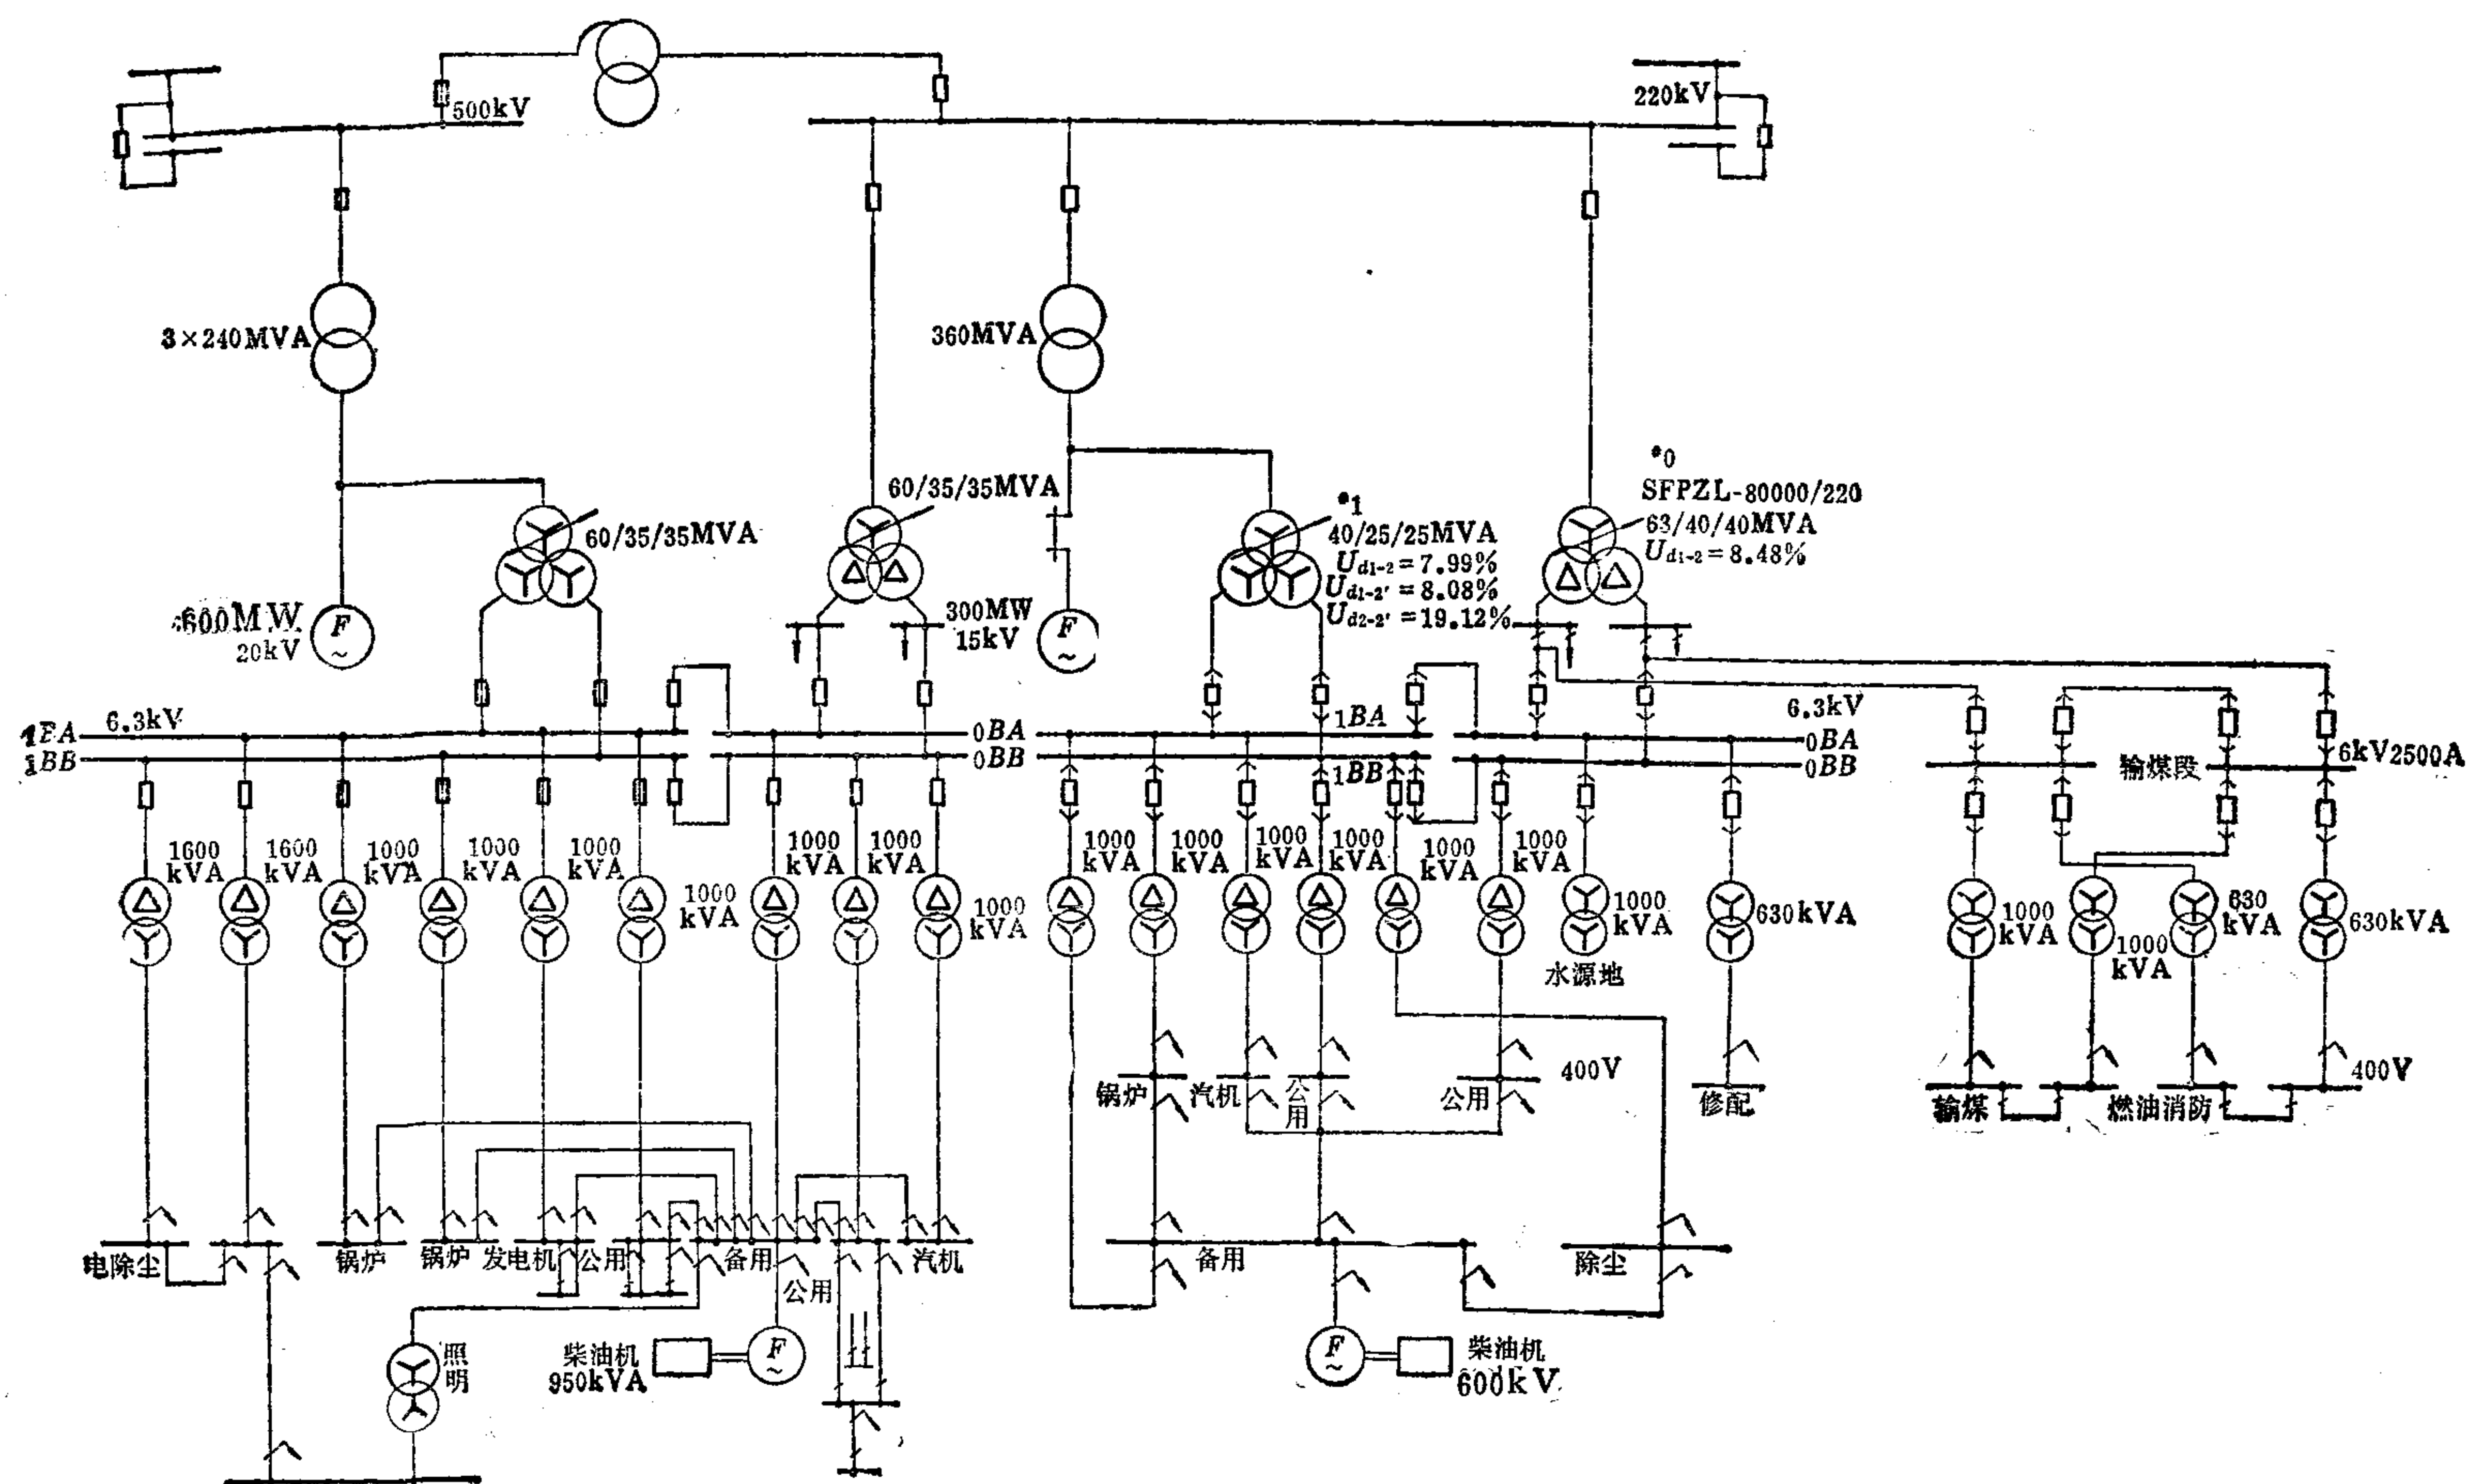 500kV
220kV
3×240MVA
360MVA
60/35/35MVA
60/35/35MVA
#1
40/25/25MVA
Ud1-2=7.99%
Ud1-2'=8.08%
Ud2-2'=19.12%
#0
SFPZL-80000/220
63/40/40MVA
Ud1-2=8.48%
600MW
20kV
F
~
300MW
15kV
F
~
1BA
6.3kV
1BB
0BA
0BB
1BA
1BB
6.3kV
0BA
0BB
输煤段
6kV2500A
1600
kVA
1600
kVA
1000
kVA
1000
kVA
1000
kVA
1000
kVA
1000
kVA
1000
kVA
1000
kVA
1000
kVA
1000
kVA
1000
kVA
1000
kVA
1000
kVA
1000
kVA
1000
kVA
水源地
630kVA
1000
kVA
1000
kVA
630
kVA
630kVA
锅炉
汽机
公用
公用
400V
修配
输煤
燃油消防
400V
电除尘
锅炉
锅炉
发电机
公用
备用
公用
汽机
备用
除尘
照明
柴油机
950kVA
F
~
F
~
柴油机
600kV